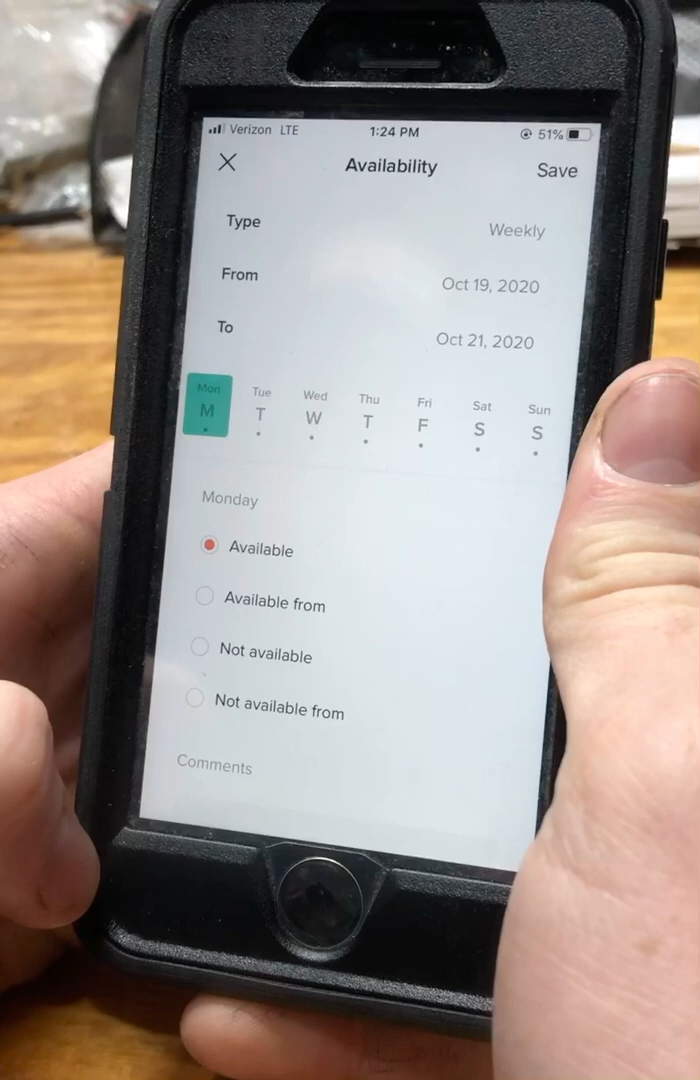 Verizon LTE 1:24 PM 51%
Availability Save
Type Weekly
From Oct 19, 2020
To Oct 21, 2020
Mon Tue Wed Thu Fri Sat Sun
M T W T F S S
Monday
Available
Available from
Not available
Not available from
Comments